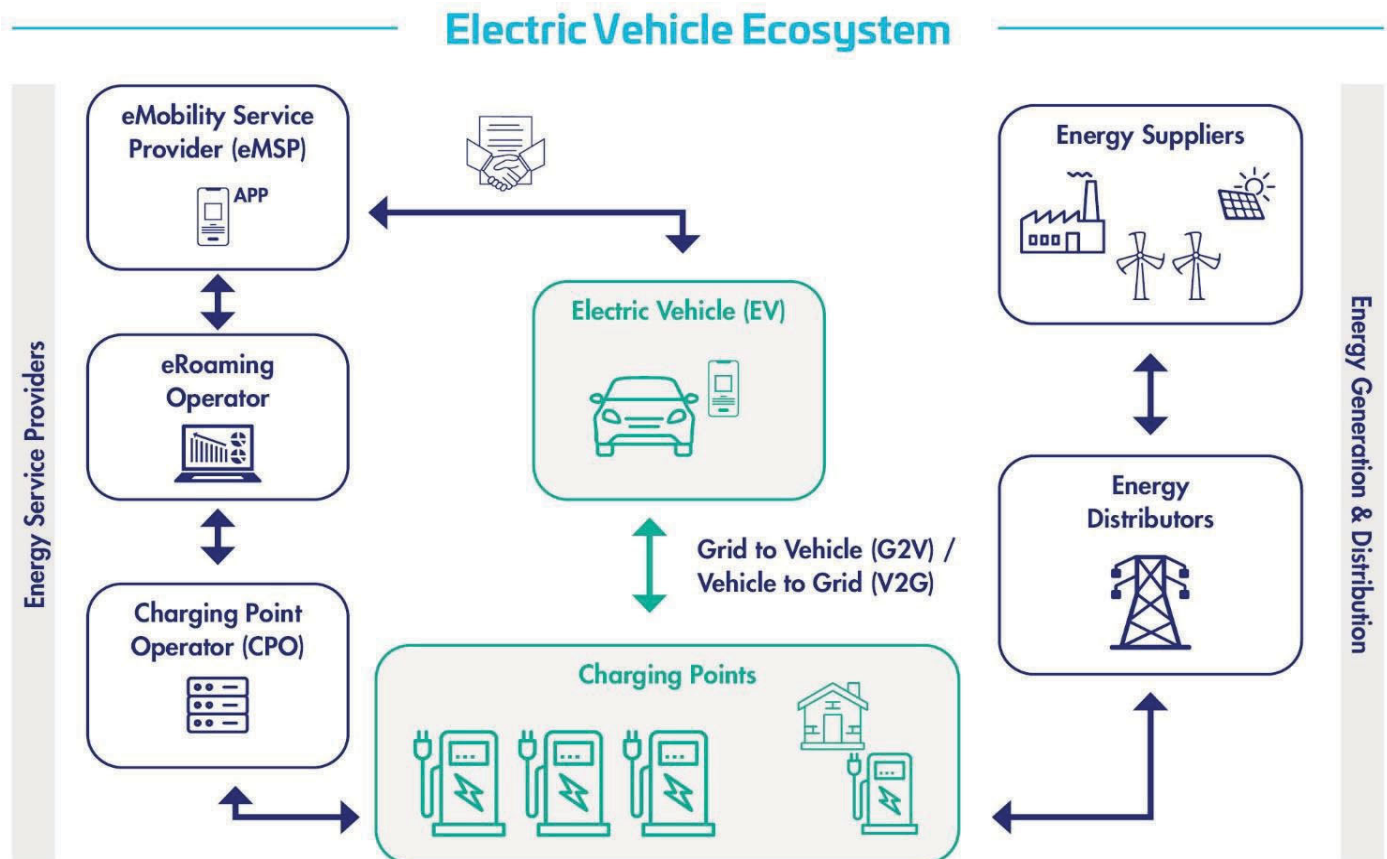 Electric Vehicle Ecosystem
Energy Service Providers
eMobility Service
Provider (eMSP)
APP
eRoaming
Operator
Charging Point
Operator (CPO)
Electric Vehicle (EV)
Grid to Vehicle (G2V) /
Vehicle to Grid (V2G)
Charging Points
Energy Suppliers
Energy
Distributors
Energy Generation & Distribution